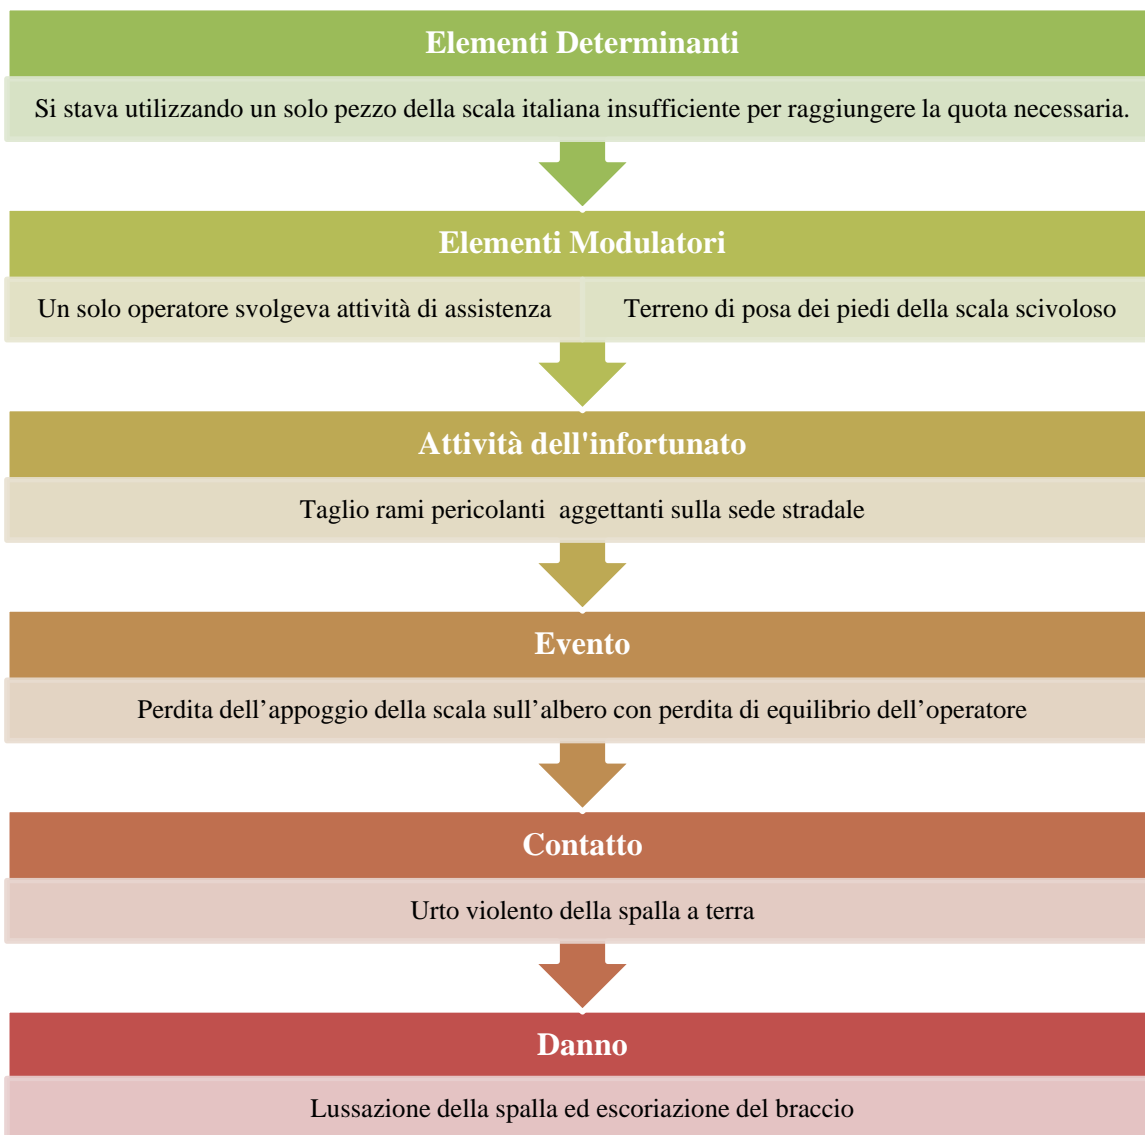 Elementi Determinanti
Si stava utilizzando un solo pezzo della scala italiana insufficiente per raggiungere la quota necessaria.
Elementi Modulatori
Un solo operatore svolgeva attività di assistenza
Terreno di posa dei piedi della scala scivoloso
Attività dell'infortunato
Taglio rami pericolanti  aggettanti sulla sede stradale
Evento
Perdita dell’appoggio della scala sull’albero con perdita di equilibrio dell’operatore
Contatto
Urto violento della spalla a terra
Danno
Lussazione della spalla ed escoriazione del braccio